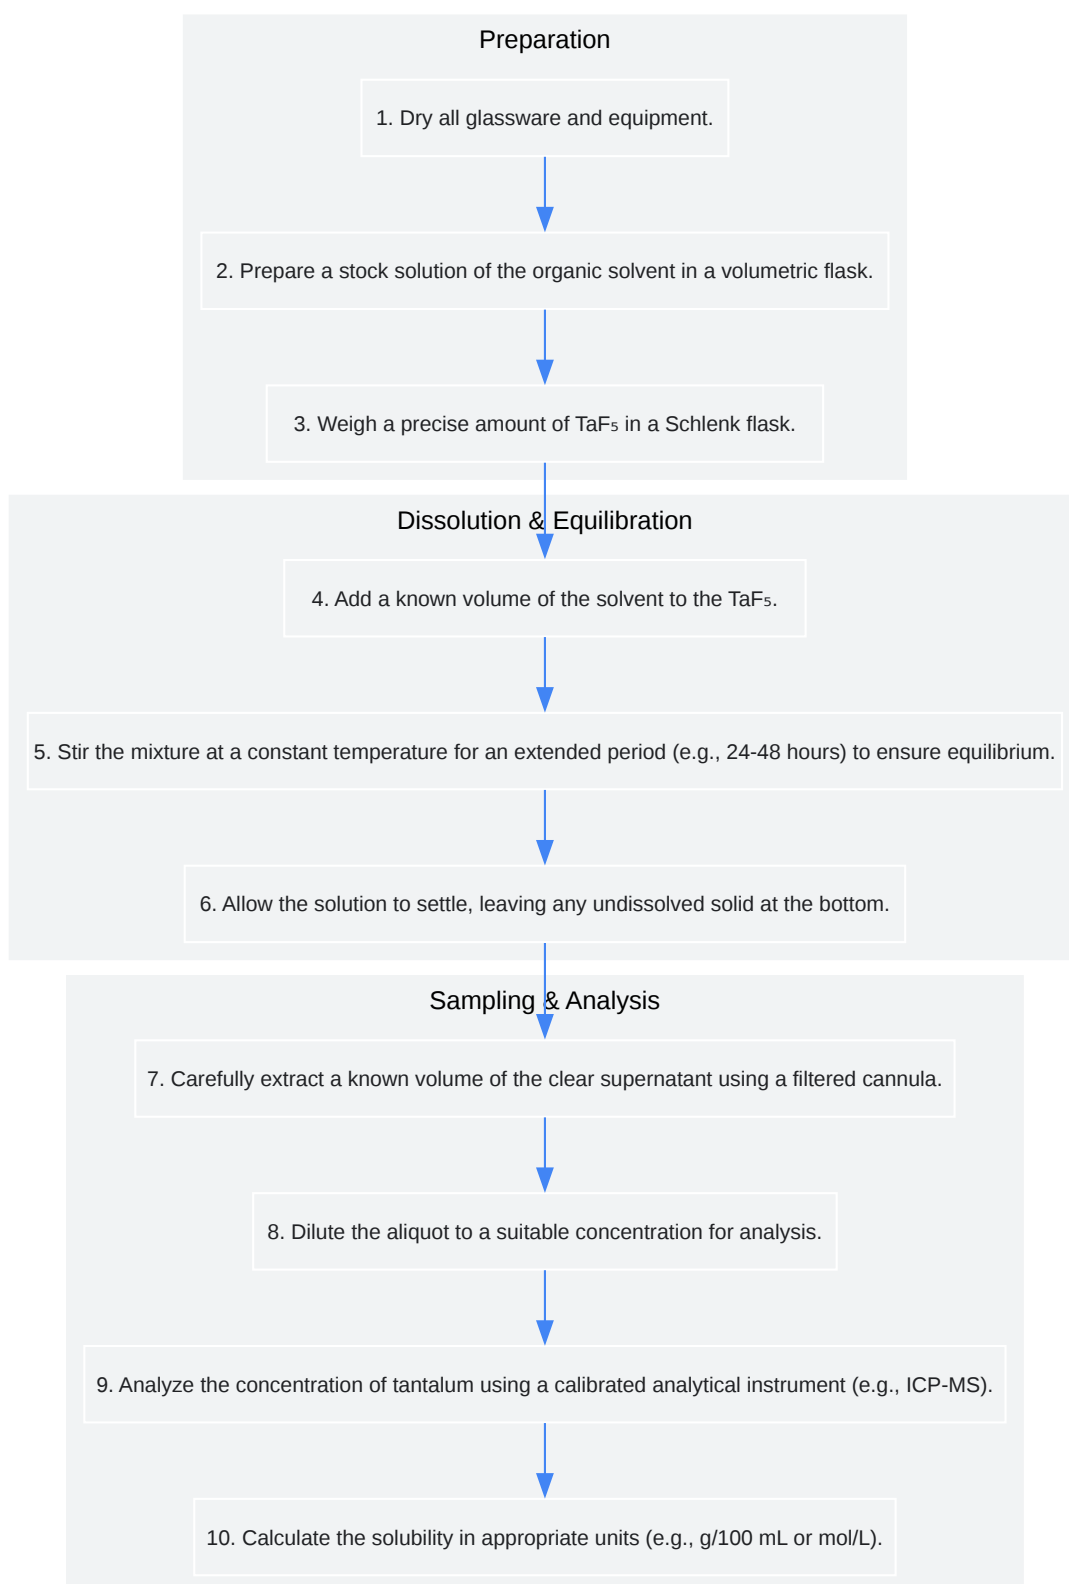 Preparation
1. Dry all glassware and equipment.
2. Prepare a stock solution of the organic solvent in a volumetric flask.
3. Weigh a precise amount of TaF₅ in a Schlenk flask.
Dissolution & Equilibration
4. Add a known volume of the solvent to the TaF₅.
5. Stir the mixture at a constant temperature for an extended period (e.g., 24-48 hours) to ensure equilibrium.
6. Allow the solution to settle, leaving any undissolved solid at the bottom.
Sampling & Analysis
7. Carefully extract a known volume of the clear supernatant using a filtered cannula.
8. Dilute the aliquot to a suitable concentration for analysis.
9. Analyze the concentration of tantalum using a calibrated analytical instrument (e.g., ICP-MS).
10. Calculate the solubility in appropriate units (e.g., g/100 mL or mol/L).